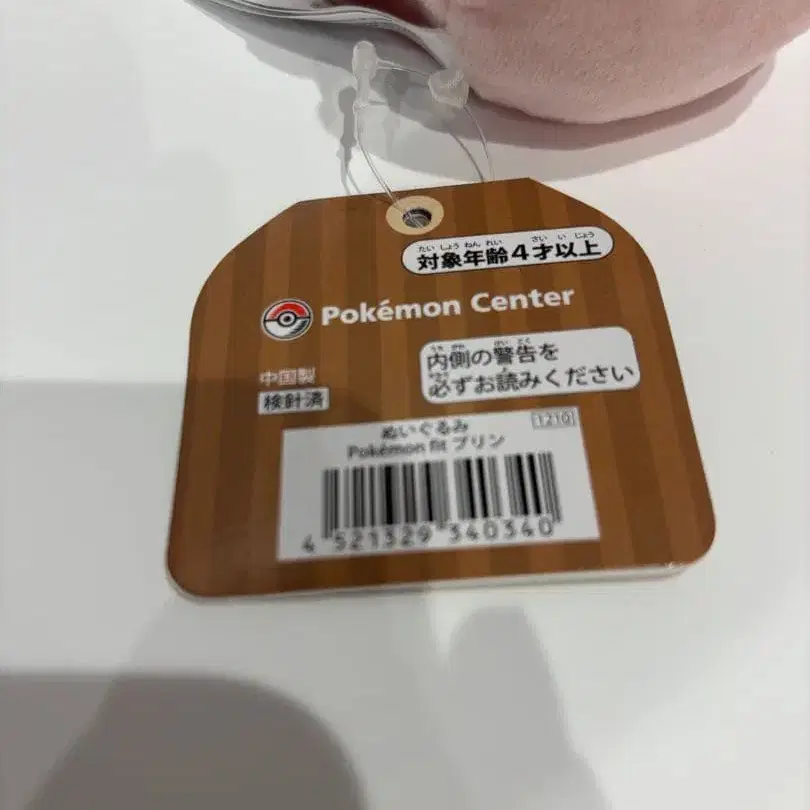 たいしょうねんれい さいいじょう
対象年齢4才以上
Pokémon Center
うちがわ けいこく
内側の警告を
かなら よ
必ずお読みください
中国製
検針済
1210
ぬいぐるみ
Pokémon fit プリン
4 521329 340340